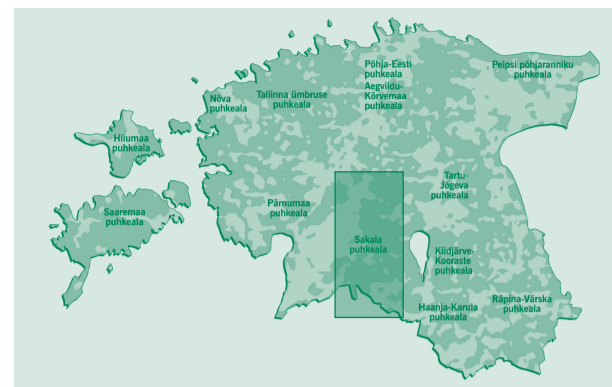 Põhja-Eesti
puhkeala
Aegviidu-
Kõrvemaa
puhkeala
Peipsi põhjaranniku
puhkeala
Nõva
puhkeala
Tallinna ümbruse
puhkeala
Hiiumaa
puhkeala
Tartu-
Jõgeva
puhkeala
Pärnumaa
puhkeala
Saaremaa
puhkeala
Sakala
puhkeala
Kiidjärve-
Kooraste
puhkeala
Haanja-Karula
puhkeala
Räpina-Värska
puhkeala